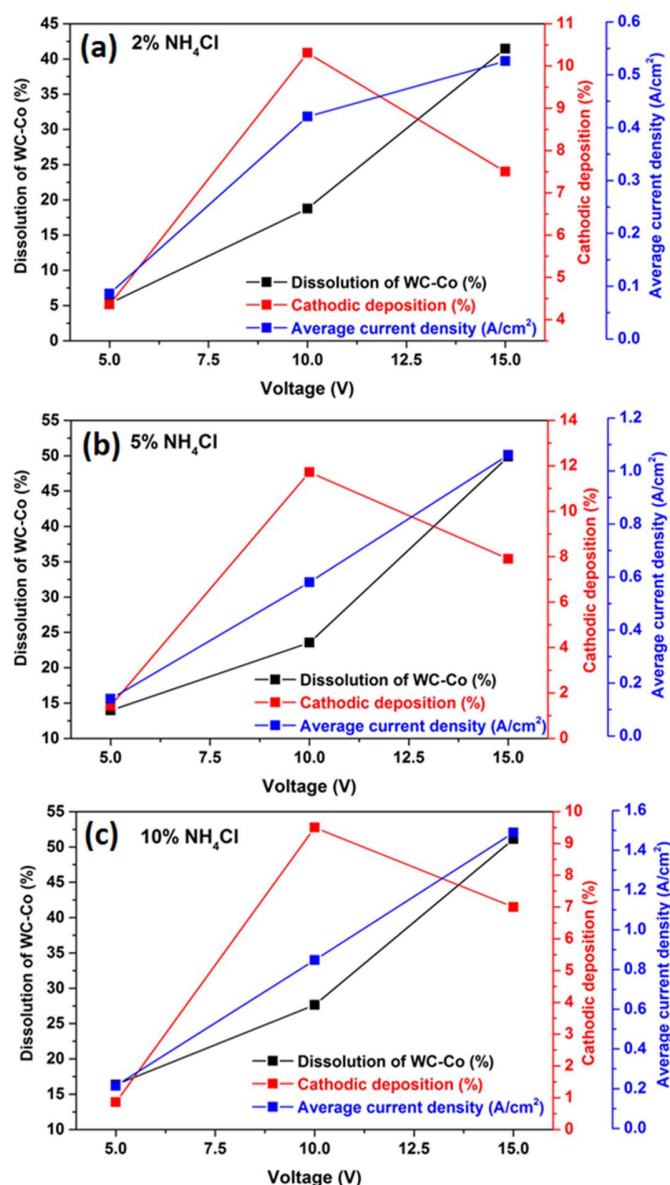 (a) 2% NH₄Cl
Dissolution of WC-Co (%)
45
40
35
30
25
20
15
10
5
0
11
10
9
8
7
6
5
4
Cathodic deposition (%)
0.6
0.5
0.4
0.3
0.2
0.1
0.0
Average current density (A/cm²)
Dissolution of WC-Co (%)
Cathodic deposition (%)
Average current density (A/cm²)
5.0 7.5 10.0 12.5 15.0
Voltage (V)
(b) 5% NH₄Cl
Dissolution of WC-Co (%)
55
50
45
40
35
30
25
20
15
10
14
12
10
8
6
4
2
0
Cathodic deposition (%)
1.2
1.0
0.8
0.6
0.4
0.2
0.0
Average current density (A/cm²)
Dissolution of WC-Co (%)
Cathodic deposition (%)
Average current density (A/cm²)
5.0 7.5 10.0 12.5 15.0
Voltage (V)
(c) 10% NH₄Cl
Dissolution of WC-Co (%)
55
50
45
40
35
30
25
20
15
10
10
9
8
7
6
5
4
3
2
1
0
Cathodic deposition (%)
1.6
1.4
1.2
1.0
0.8
0.6
0.4
0.2
0.0
Average current density (A/cm²)
Dissolution of WC-Co (%)
Cathodic deposition (%)
Average current density (A/cm²)
5.0 7.5 10.0 12.5 15.0
Voltage (V)